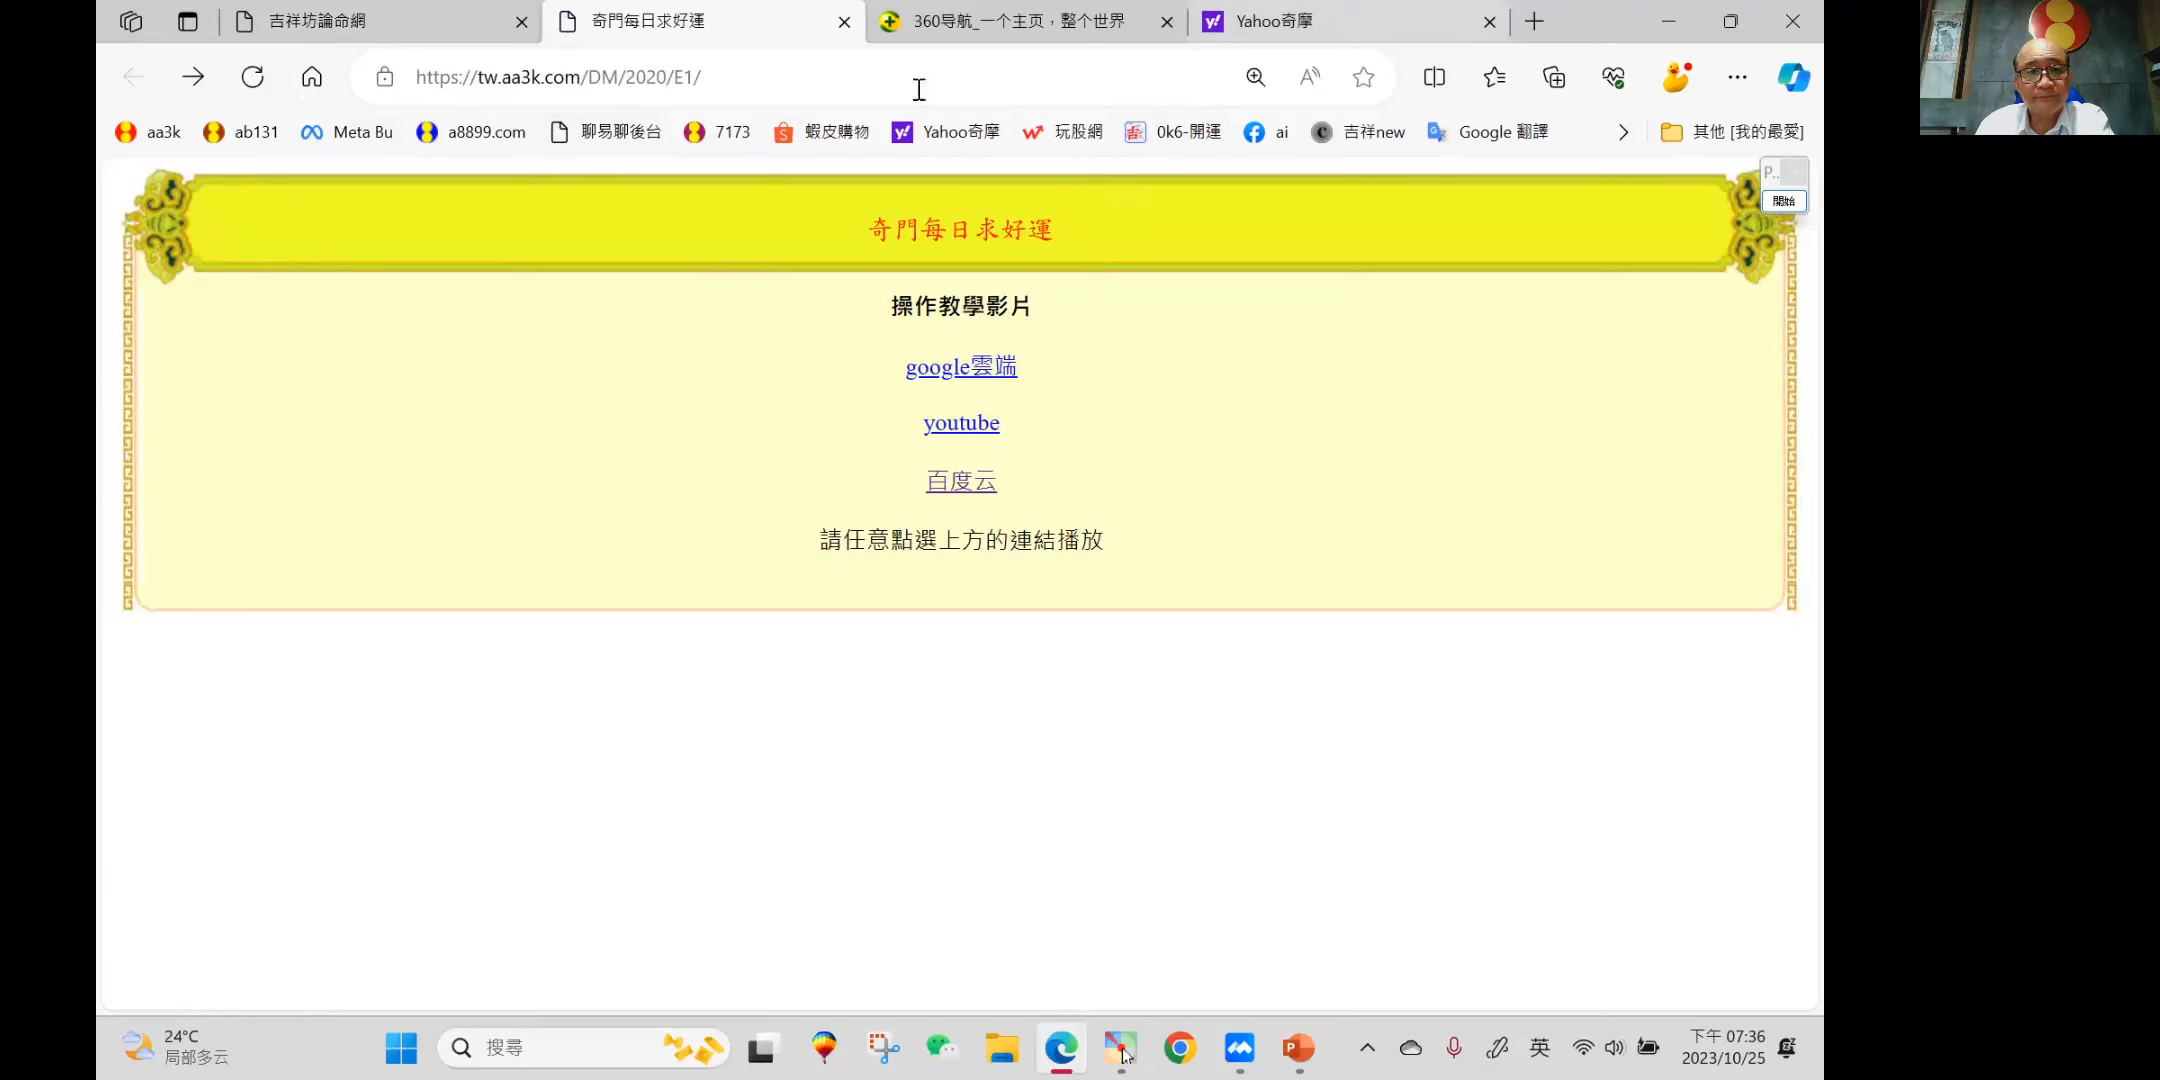 吉祥坊論命網
奇門每日求好運
360导航_一个主页，整个世界
Yahoo奇摩
https://tw.aa3k.com/DM/2020/E1/
aa3k
ab131
Meta Bu
a8899.com
聊易聊後台
7173
蝦皮購物
Yahoo奇摩
玩股網
0k6-開運
ai
吉祥new
Google 翻譯
其他 [我的最愛]
P..
開始
奇門每日求好運
操作教學影片
google雲端
youtube
百度云
請任意點選上方的連結播放
24°C
局部多云
搜尋
英
下午 07:36
2023/10/25